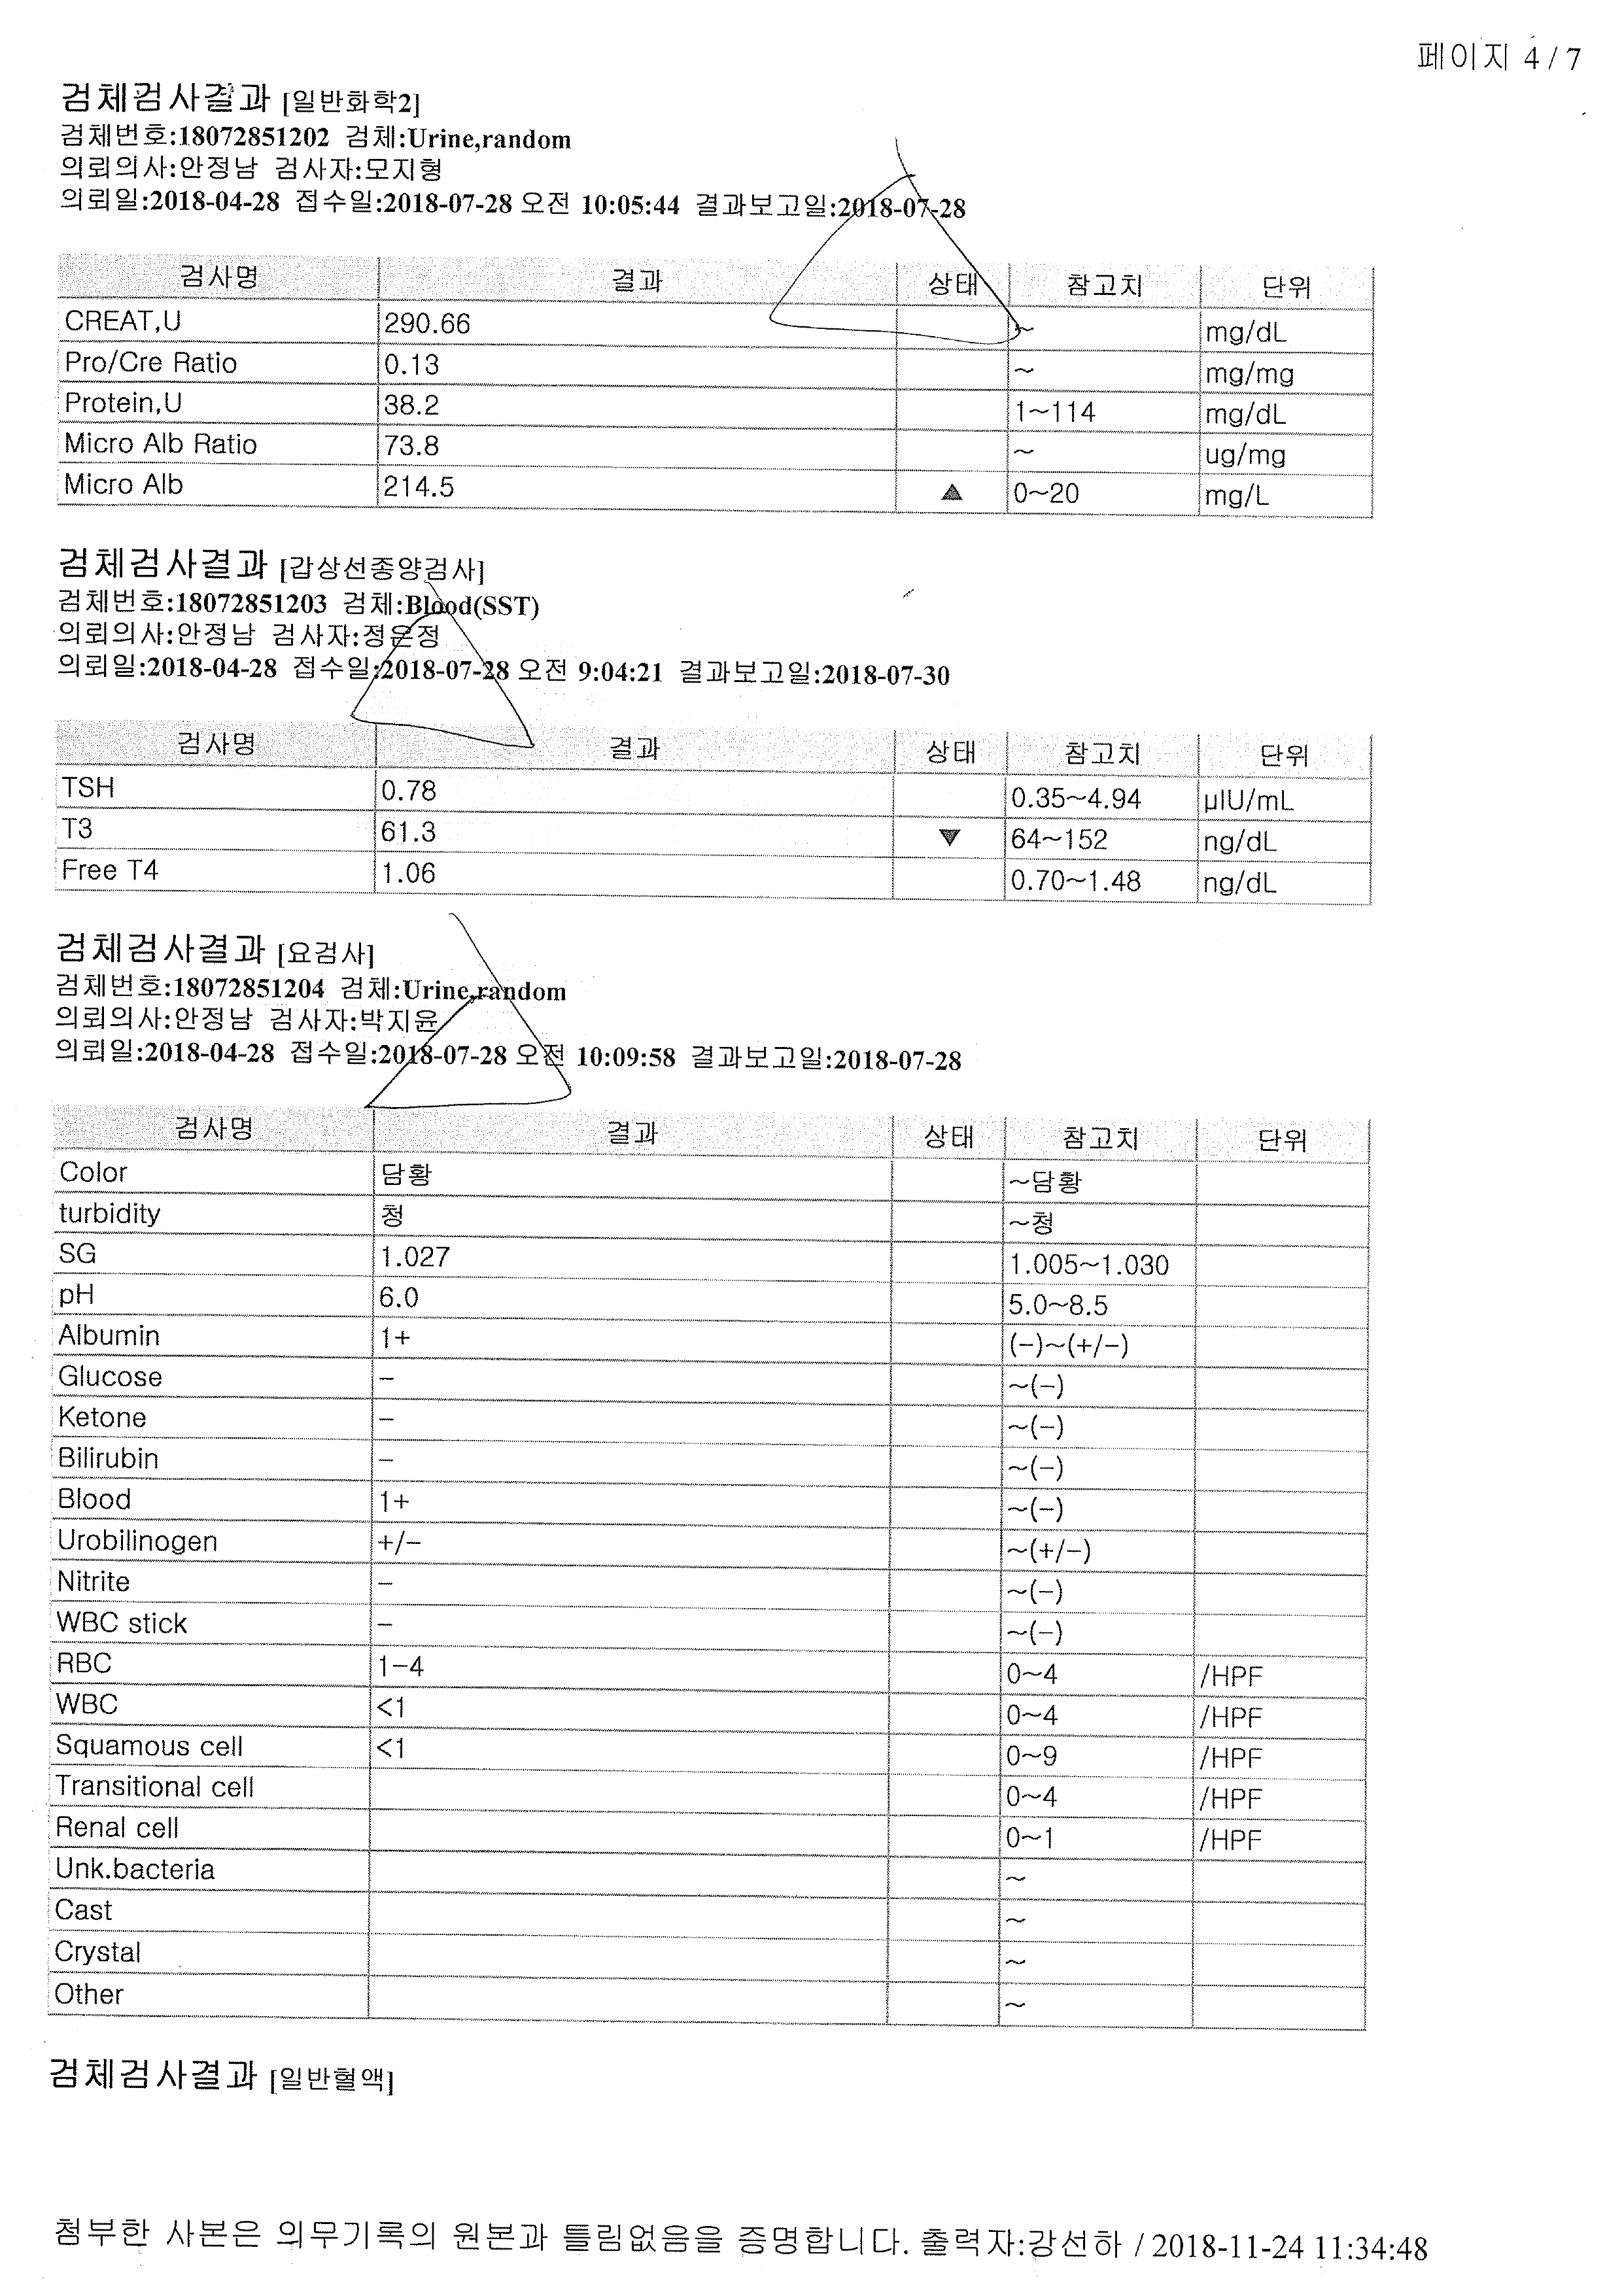 페이지 4 / 7
검체검사결과 [일반화학2]
검체번호:18072851202 검체:Urine,random
의뢰의사:안정남 검사자:모지형
의뢰일:2018-04-28 접수일:2018-07-28 오전 10:05:44 결과보고일:2018-07-28
검사명 결과 상태 참고치 단위
CREAT,U 290.66 ~ mg/dL
Pro/Cre Ratio 0.13 ~ mg/mg
Protein,U 38.2 1~114 mg/dL
Micro Alb Ratio 73.8 ~ ug/mg
Micro Alb 214.5 ▲ 0~20 mg/L
검체검사결과 [갑상선종양검사]
검체번호:18072851203 검체:Blood(SST)
의뢰의사:안정남 검사자:정운정
의뢰일:2018-04-28 접수일:2018-07-28 오전 9:04:21 결과보고일:2018-07-30
검사명 결과 상태 참고치 단위
TSH 0.78 0.35~4.94 µIU/mL
T3 61.3 ▼ 64~152 ng/dL
Free T4 1.06 0.70~1.48 ng/dL
검체검사결과 [요검사]
검체번호:18072851204 검체:Urine,random
의뢰의사:안정남 검사자:박지윤
의뢰일:2018-04-28 접수일:2018-07-28 오전 10:09:58 결과보고일:2018-07-28
검사명 결과 상태 참고치 단위
Color 담황 ~담황
turbidity 청 ~청
SG 1.027 1.005~1.030
pH 6.0 5.0~8.5
Albumin 1+ (-)~(+/-)
Glucose - ~(-)
Ketone - ~(-)
Bilirubin - ~(-)
Blood 1+ ~(-)
Urobilinogen +/- ~(+/-)
Nitrite - ~(-)
WBC stick - ~(-)
RBC 1-4 0~4 /HPF
WBC <1 0~4 /HPF
Squamous cell <1 0~9 /HPF
Transitional cell 0~4 /HPF
Renal cell 0~1 /HPF
Unk.bacteria ~
Cast ~
Crystal ~
Other ~
검체검사결과 [일반혈액]
첨부한 사본은 의무기록의 원본과 틀림없음을 증명합니다. 출력자:강선하 / 2018-11-24 11:34:48